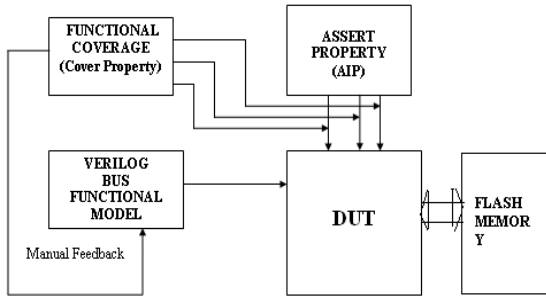 FUNCTIONAL
COVERAGE
(Cover Property)
ASSERT
PROPERTY
(AIP)
VERILOG
BUS
FUNCTIONAL
MODEL
DUT
FLASH
MEMOR
Y
Manual Feedback